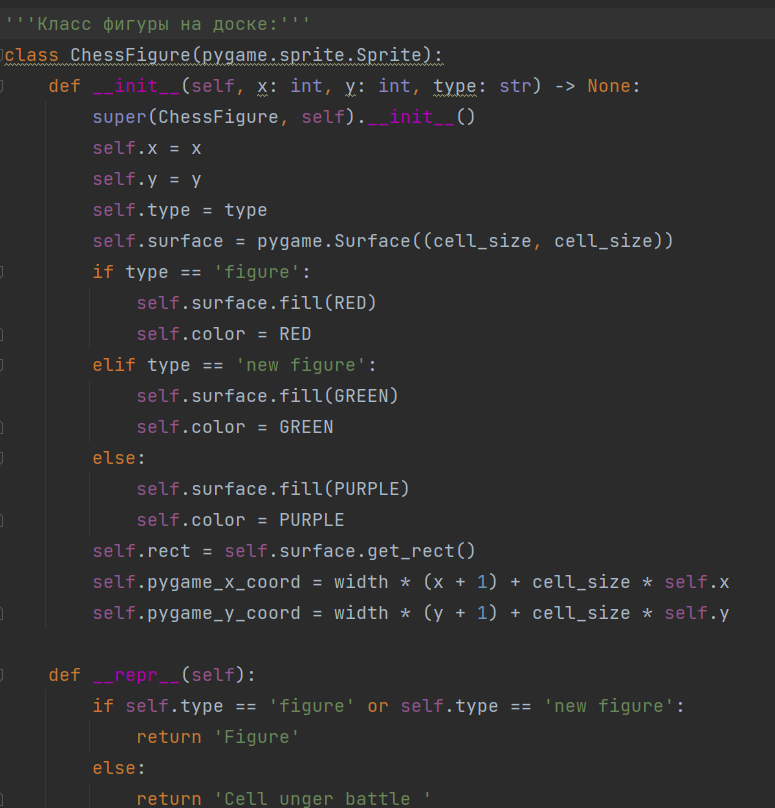 '''Класс фигуры на доске:'''
class ChessFigure(pygame.sprite.Sprite):
    def __init__(self, x: int, y: int, type: str) -> None:
        super(ChessFigure, self).__init__()
        self.x = x
        self.y = y
        self.type = type
        self.surface = pygame.Surface((cell_size, cell_size))
        if type == 'figure':
            self.surface.fill(RED)
            self.color = RED
        elif type == 'new figure':
            self.surface.fill(GREEN)
            self.color = GREEN
        else:
            self.surface.fill(PURPLE)
            self.color = PURPLE
        self.rect = self.surface.get_rect()
        self.pygame_x_coord = width * (x + 1) + cell_size * self.x
        self.pygame_y_coord = width * (y + 1) + cell_size * self.y
    def __repr__(self):
        if self.type == 'figure' or self.type == 'new figure':
            return 'Figure'
        else:
            return 'Cell unger battle '